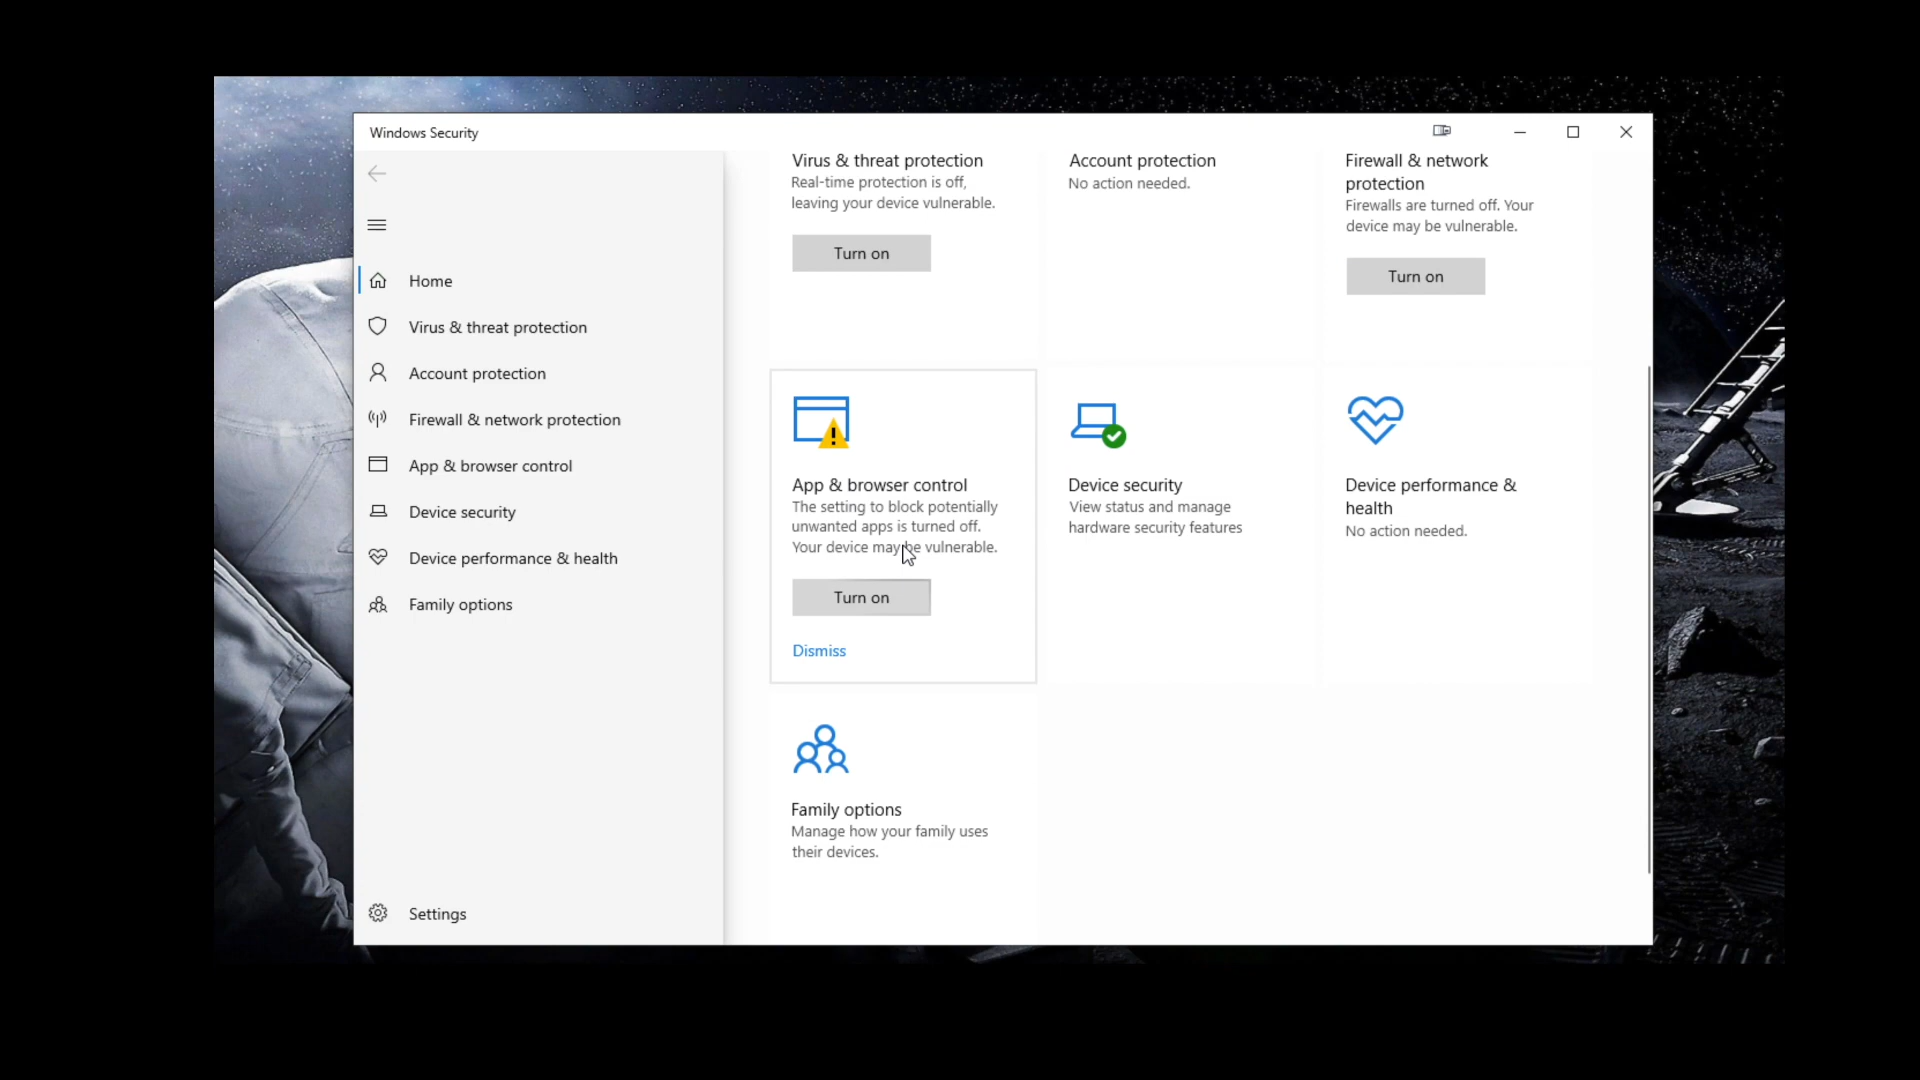 Windows Security
Home
Virus & threat protection
Account protection
Firewall & network protection
App & browser control
Device security
Device performance & health
Family options
Settings
Virus & threat protection
Real-time protection is off,
leaving your device vulnerable.
Turn on
Account protection
No action needed.
Firewall & network
protection
Firewalls are turned off. Your
device may be vulnerable.
Turn on
App & browser control
The setting to block potentially
unwanted apps is turned off.
Your device may be vulnerable.
Turn on
Dismiss
Device security
View status and manage
hardware security features
Device performance &
health
No action needed.
Family options
Manage how your family uses
their devices.